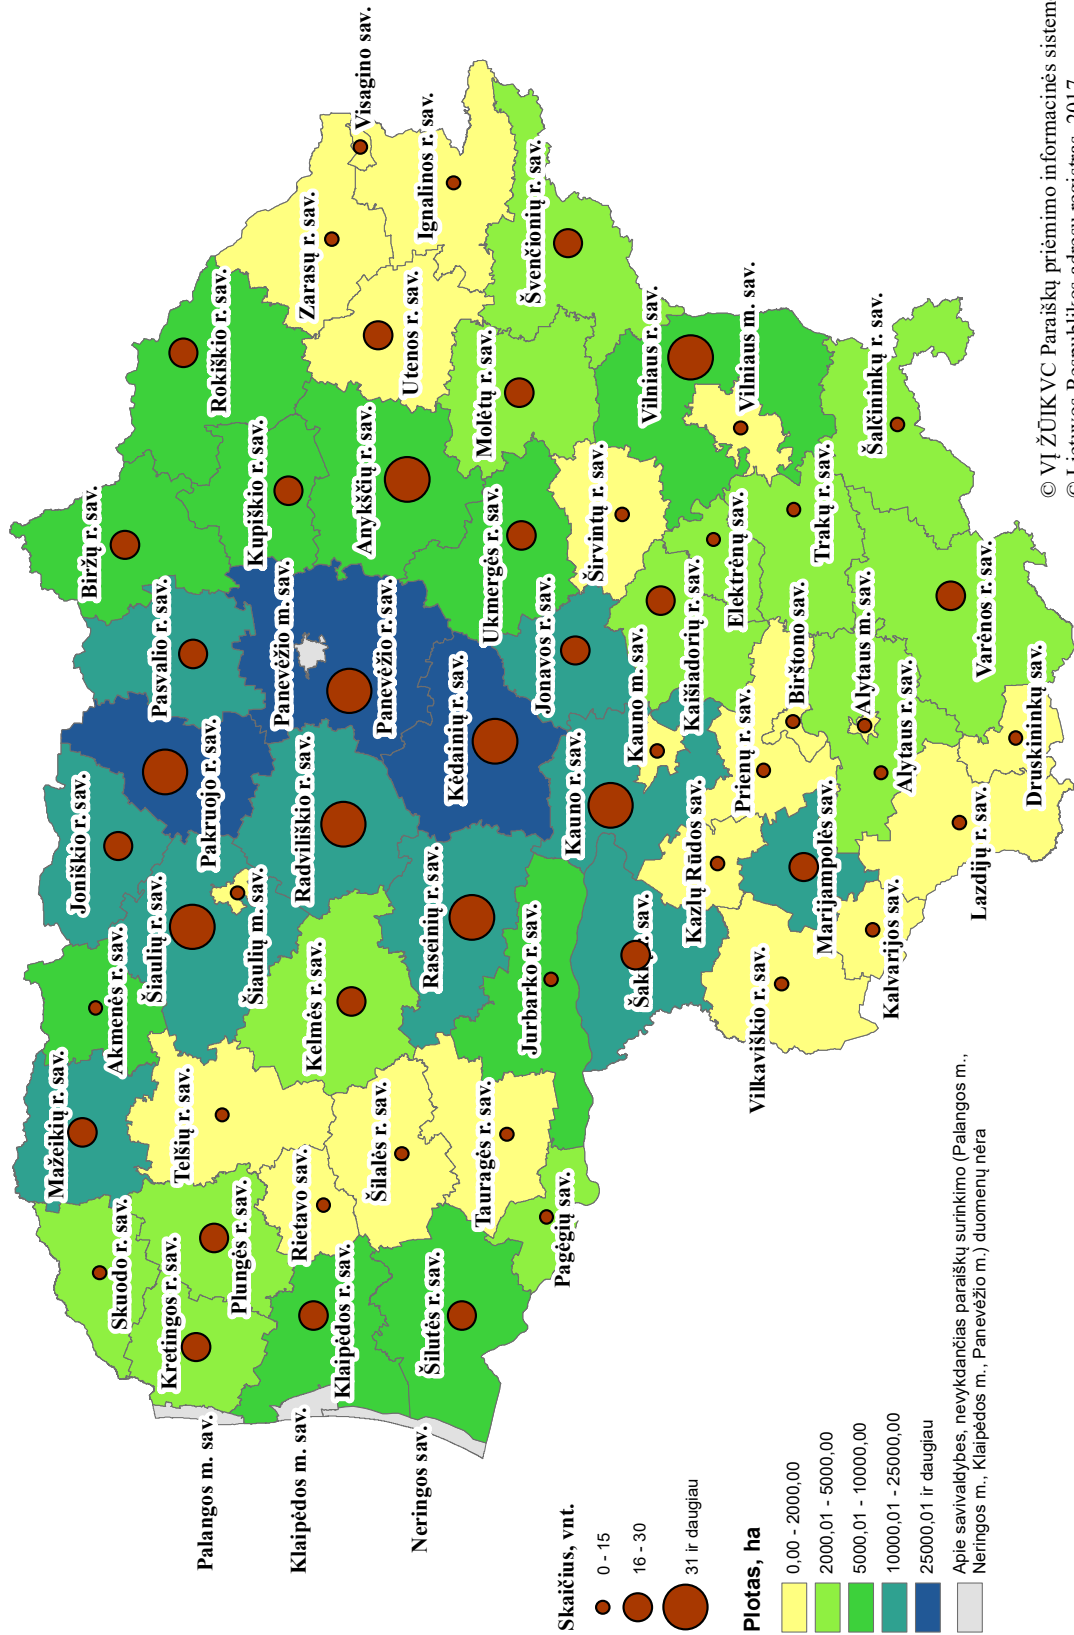 Mažeikių r. sav.
Akmenės r. sav.
Joniškio r. sav.
Biržų r. sav.
Skuodo r. sav.
Telšių r. sav.
Šiaulių r. sav.
Pakruojo r. sav.
Pasvalio r. sav.
Rokiškio r. sav.
Kretingos r. sav.
Plungės r. sav.
Šiaulių m. sav.
Kupiškio r. sav.
Palangos m. sav.
Panevėžio m. sav.
Zarasų r. sav.
Visagino sav.
Rietavo sav.
Kelmės r. sav.
Radviliškio r. sav.
Klaipėdos m. sav.
Klaipėdos r. sav.
Panevėžio r. sav.
Anykščių r. sav.
Utenos r. sav.
Ignalinos r. sav.
Šilalės r. sav.
Neringos sav.
Šilutės r. sav.
Raseinių r. sav.
Kėdainių r. sav.
Tauragės r. sav.
Ukmergės r. sav.
Molėtų r. sav.
Švenčionių r. sav.
Jurbarko r. sav.
Jonavos r. sav.
Pagėgių sav.
Kauno r. sav.
Širvintų r. sav.
Šakių r. sav.
Kauno m. sav.
Vilniaus r. sav.
Kazlų Rūdos sav.
Kaišiadorių r. sav.
Elektrėnų sav.
Vilniaus m. sav.
Vilkaviškio r. sav.
Prienų r. sav.
Birštono sav.
Marijampolės sav.
Trakų r. sav.
Alytaus m. sav.
Šalčininkų r. sav.
Kalvarijos sav.
Alytaus r. sav.
Lazdijų r. sav.
Varėnos r. sav.
Druskininkų sav.
Skaičius, vnt.
0 - 15
16 - 30
31 ir daugiau
Plotas, ha
0,00 - 2000,00
2000,01 - 5000,00
5000,01 - 10000,00
10000,01 - 25000,00
25000,01 ir daugiau
Apie savivaldybes, nevykdančias paraiškų surinkimo (Palangos m.,
Neringos m., Klaipėdos m., Panevėžio m.) duomenų nėra
© VĮ ŽŪIKVC Paraiškų priėmimo informacinės sistem
© Lietuvos Respublikos adresų registras, 2017